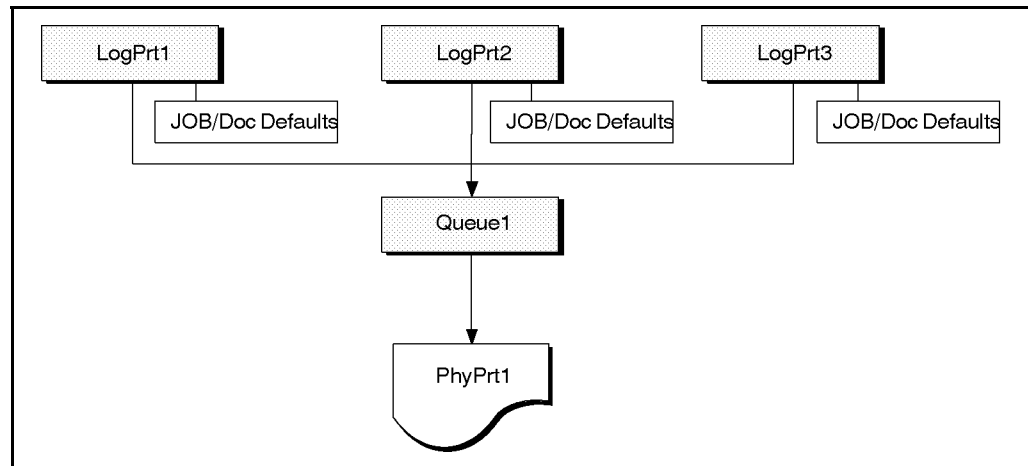 LogPrt1
LogPrt2
LogPrt3
JOB/Doc Defaults
JOB/Doc Defaults
JOB/Doc Defaults
Queue1
PhyPrt1